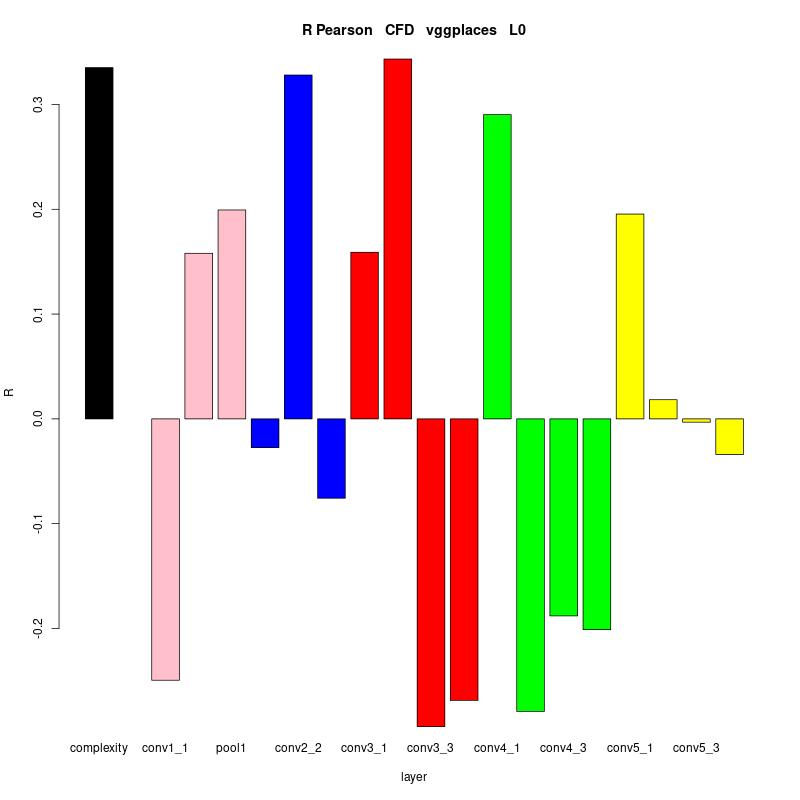 R Pearson   CFD   vggplaces   L0
0.3
0.2
0.1
0.0
-0.1
-0.2
R
complexity conv1_1 pool1 conv2_2 conv3_1 conv3_3 conv4_1 conv4_3 conv5_1 conv5_3
layer